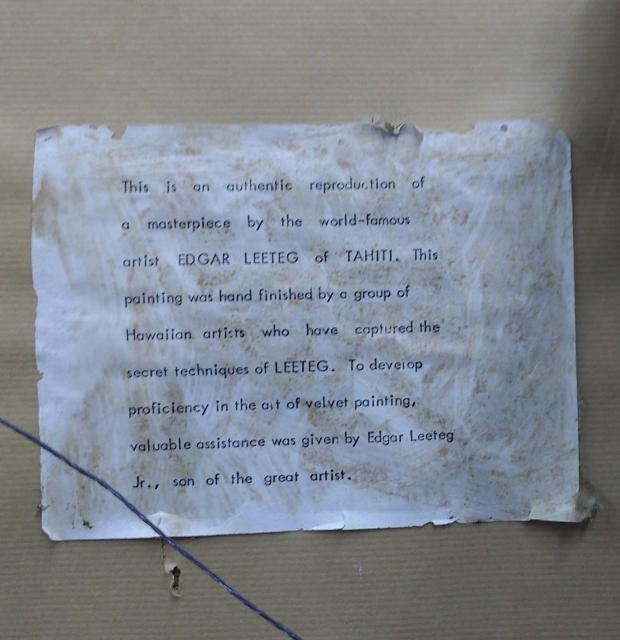 This is an authentic reproduction of
a masterpiece by the world-famous
artist EDGAR LEETEG of TAHITI. This
painting was hand finished by a group of
Hawaiian artists who have captured the
secret techniques of LEETEG. To develop
proficiency in the art of velvet painting,
valuable assistance was given by Edgar Leeteg
Jr., son of the great artist.